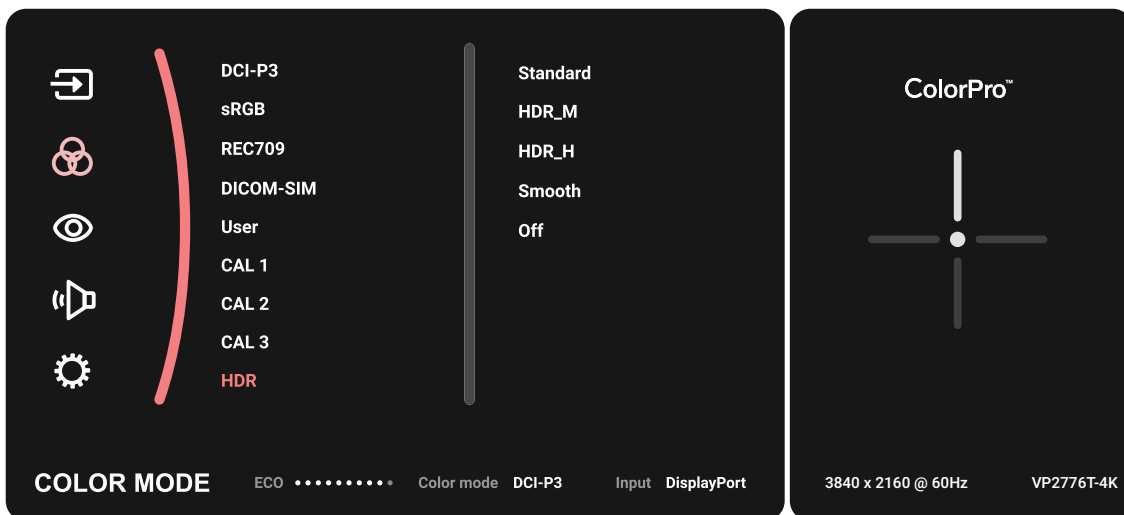 DCI-P3
sRGB
REC709
DICOM-SIM
User
CAL 1
CAL 2
CAL 3
HDR
Standard
HDR_M
HDR_H
Smooth
Off
ColorPro™
COLOR MODE
ECO
Color mode DCI-P3
Input DisplayPort
3840 x 2160 @ 60Hz
VP2776T-4K